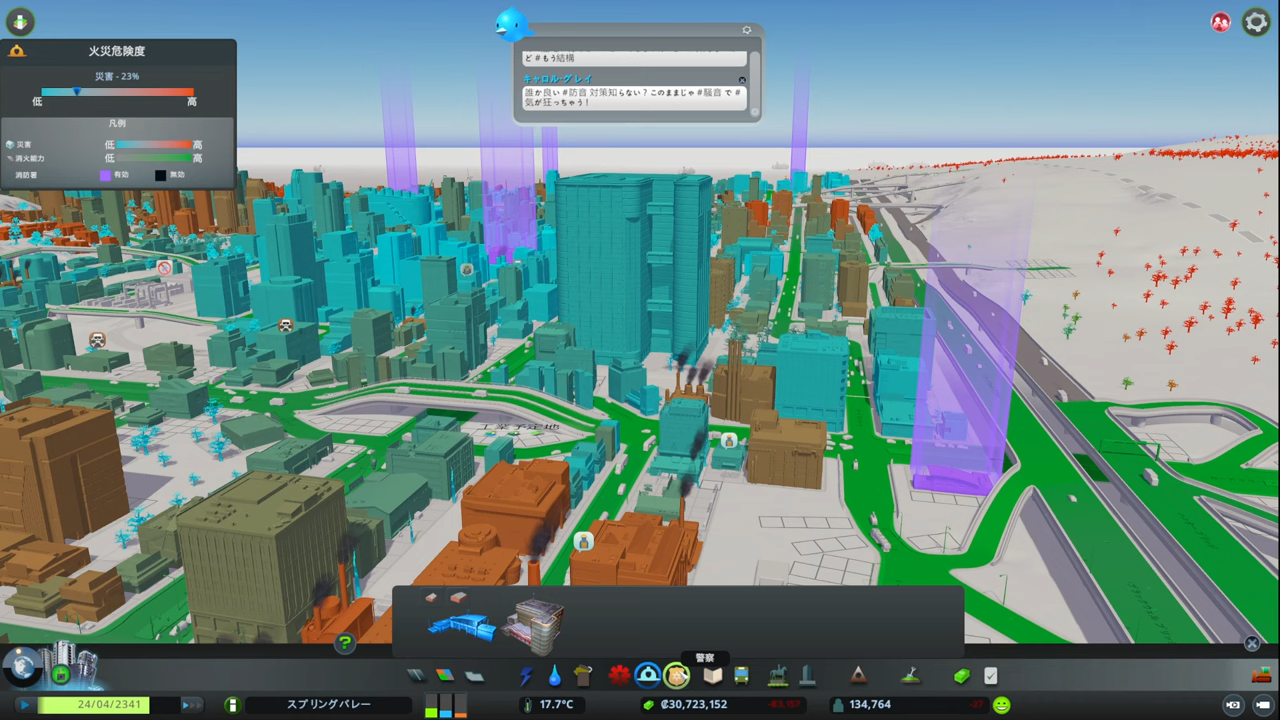 ど#もう結構
キャロル・グレイ
誰か良い#防音 対策知らない？このままじゃ#騒音 で#
気が狂っちゃう！
火災危険度
災害 - 23%
低 高
凡例
災害 低 高
消火能力 低 高
消防署 有効 無効
工業予定地
警察
24/04/2341
スプリングバレー
17.7°C
₡30,723,152
134,764
-27